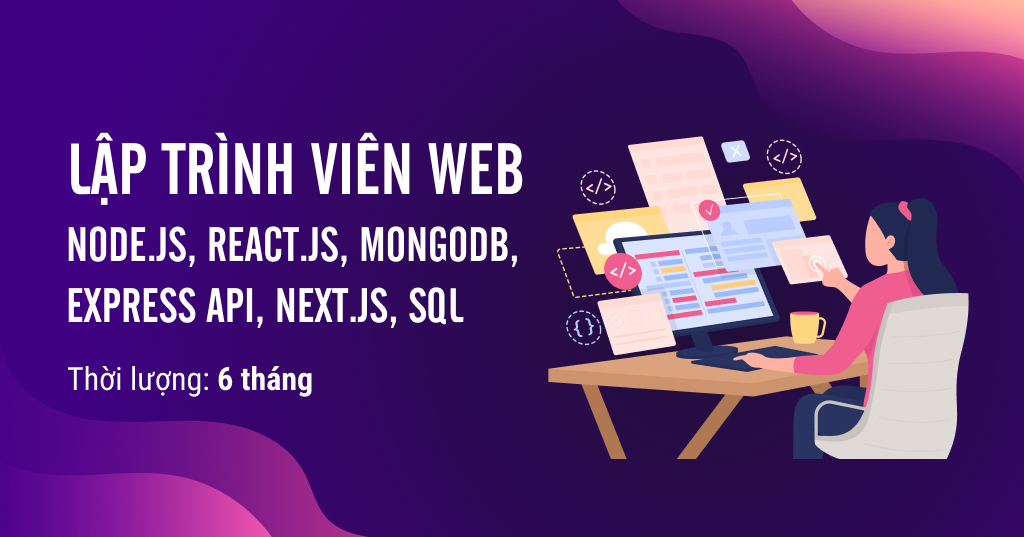 LẬP TRÌNH VIÊN WEB
NODE.JS, REACT.JS, MONGODB,
EXPRESS API, NEXT.JS, SQL
Thời lượng: 6 tháng